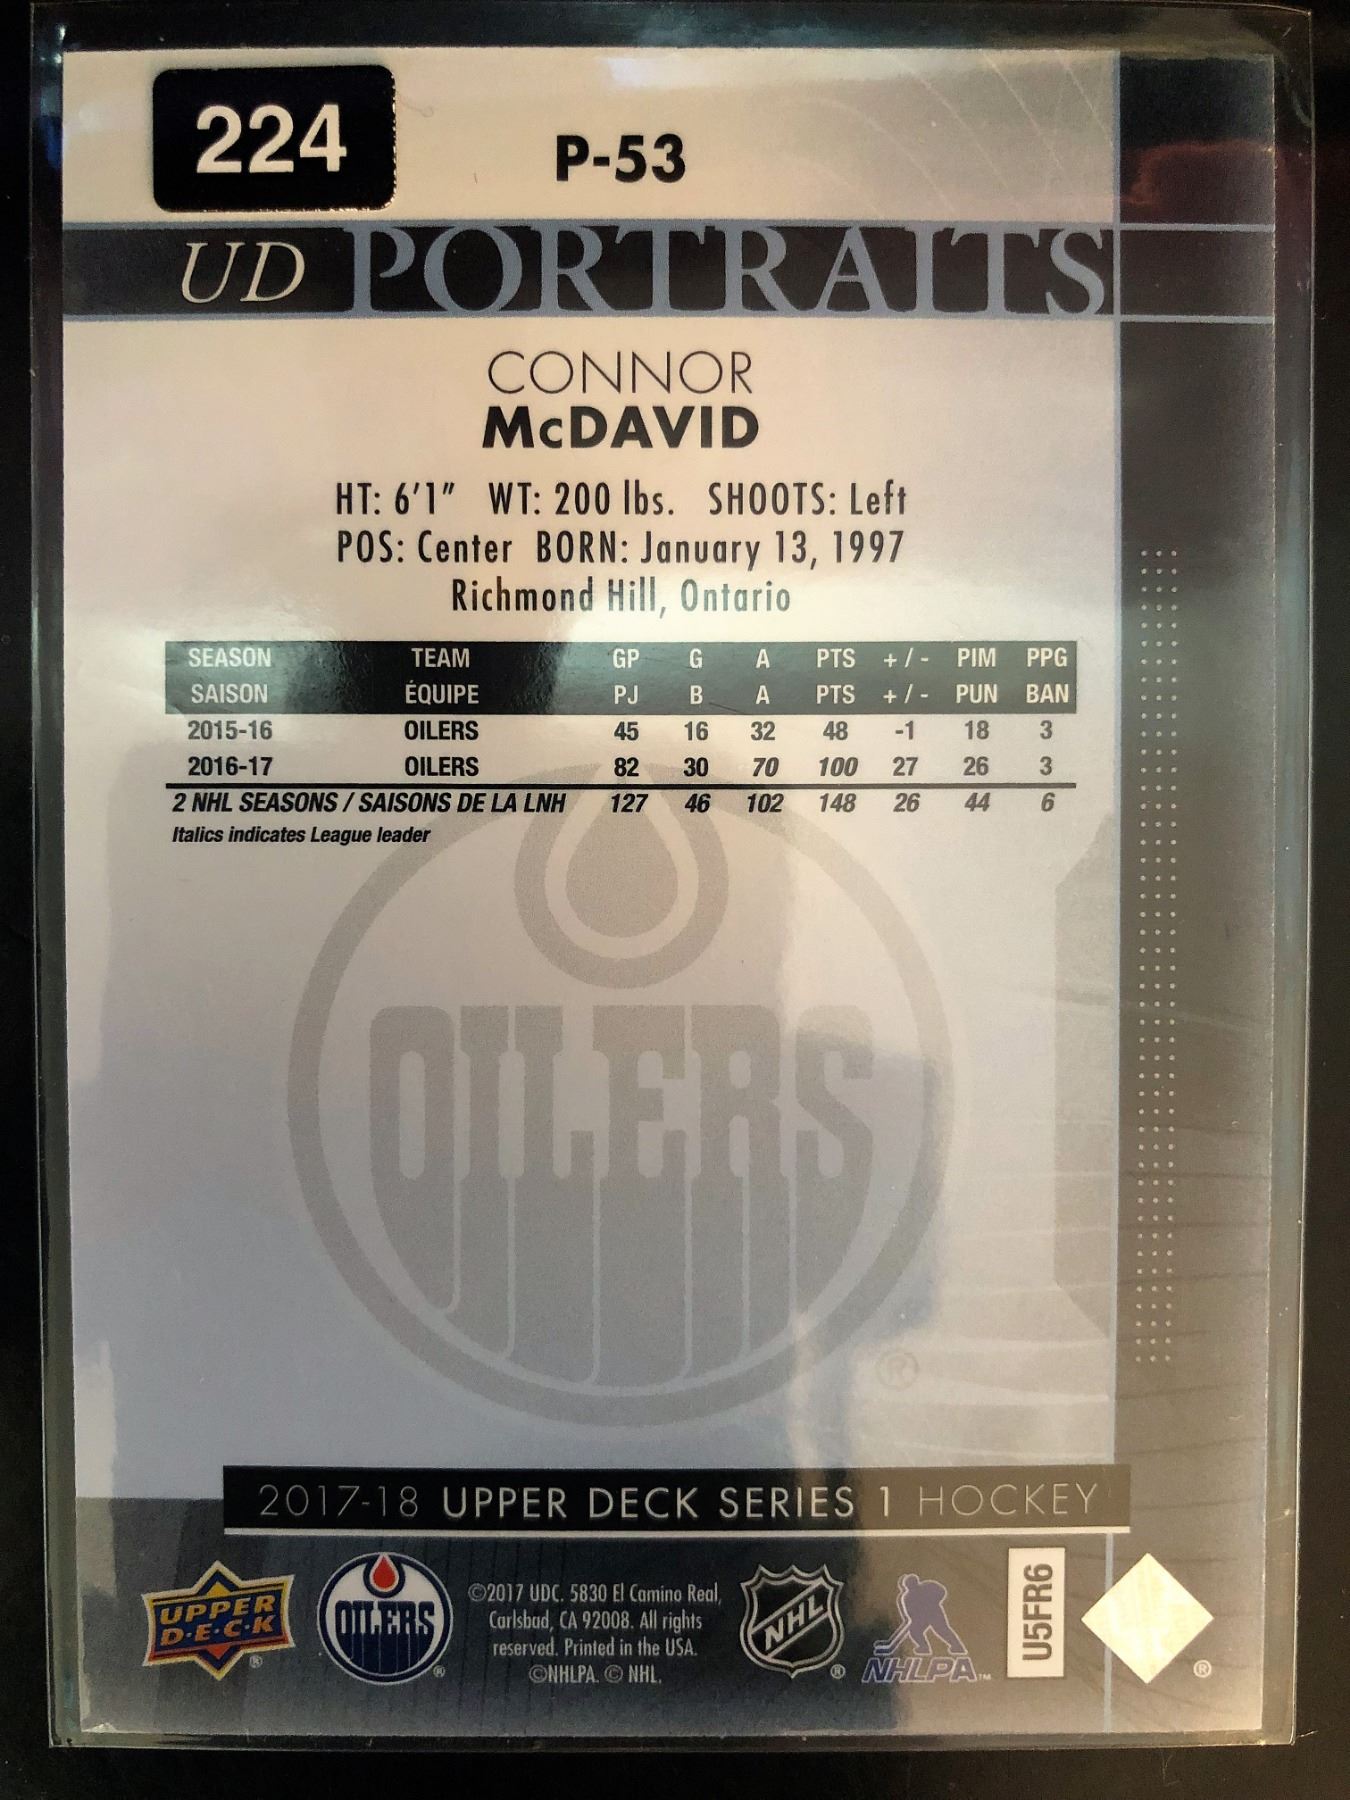 224
P-53
UD PORTRAITS
CONNOR
McDAVID
HT: 6'1" WT: 200 lbs. SHOOTS: Left
POS: Center BORN: January 13, 1997
Richmond Hill, Ontario
SEASON TEAM GP G A PTS +/- PIM PPG
SAISON ÉQUIPE PJ B A PTS +/- PUN BAN
2015-16 OILERS 45 16 32 48 -1 18 3
2016-17 OILERS 82 30 70 100 27 26 3
2 NHL SEASONS / SAISONS DE LA LNH 127 46 102 148 26 44 6
Italics indicates League leader
OILERS
®
2017-18 UPPER DECK SERIES 1 HOCKEY
UPPER
D·E·C·K
®
OILERS
®
©2017 UDC. 5830 El Camino Real,
Carlsbad, CA 92008. All rights
reserved. Printed in the USA.
©NHLPA. © NHL.
NHL
®
NHLPA™
U5FR6
®